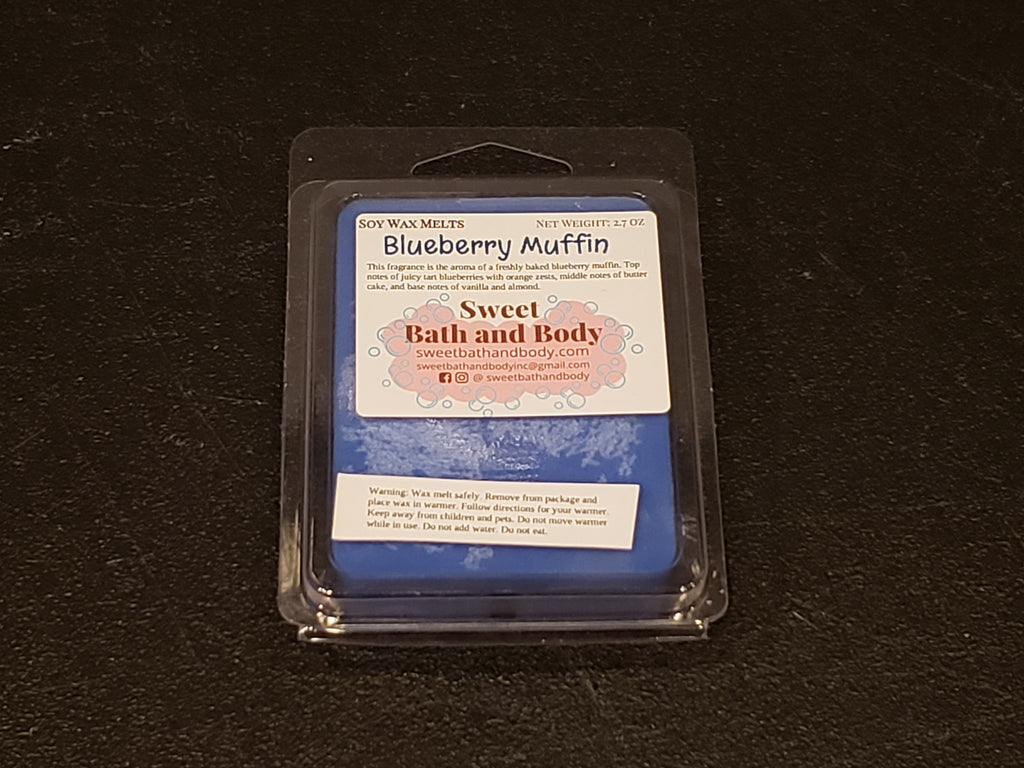 Soy Wax Melts Net Weight: 2.7 oz
Blueberry Muffin
This fragrance is the aroma of a freshly baked blueberry muffin. Top
notes of juicy tart blueberries with orange zests, middle notes of butter
cake, and base notes of vanilla and almond.
Sweet
Bath and Body
sweetbathandbody.com
sweetbathandbodyinc@gmail.com
@ sweetbathandbody
Warning: Wax melt safely. Remove from package and
place wax in warmer. Follow directions for your warmer.
Keep away from children and pets. Do not move warmer
while in use. Do not add water. Do not eat.